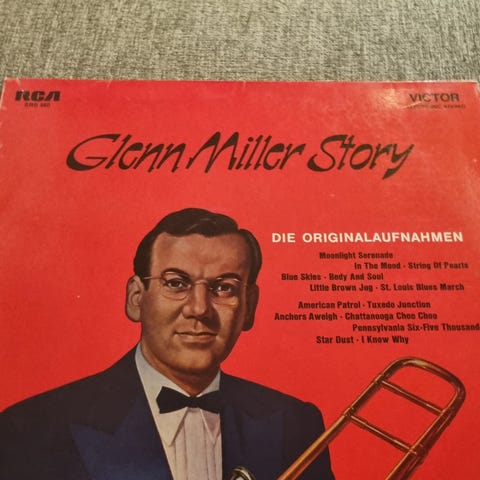 RCA
VICTOR
Glenn Miller Story
DIE ORIGINALAUFNAHMEN
Moonlight Serenade
In The Mood · String Of Pearls
Blue Skies · Body And Soul
Little Brown Jug · St. Louis Blues March
American Patrol · Tuxedo Junction
Anchors Aweigh · Chattanooga Choo Choo
Pennsylvania Six-Five Thousand
Star Dust · I Know Why